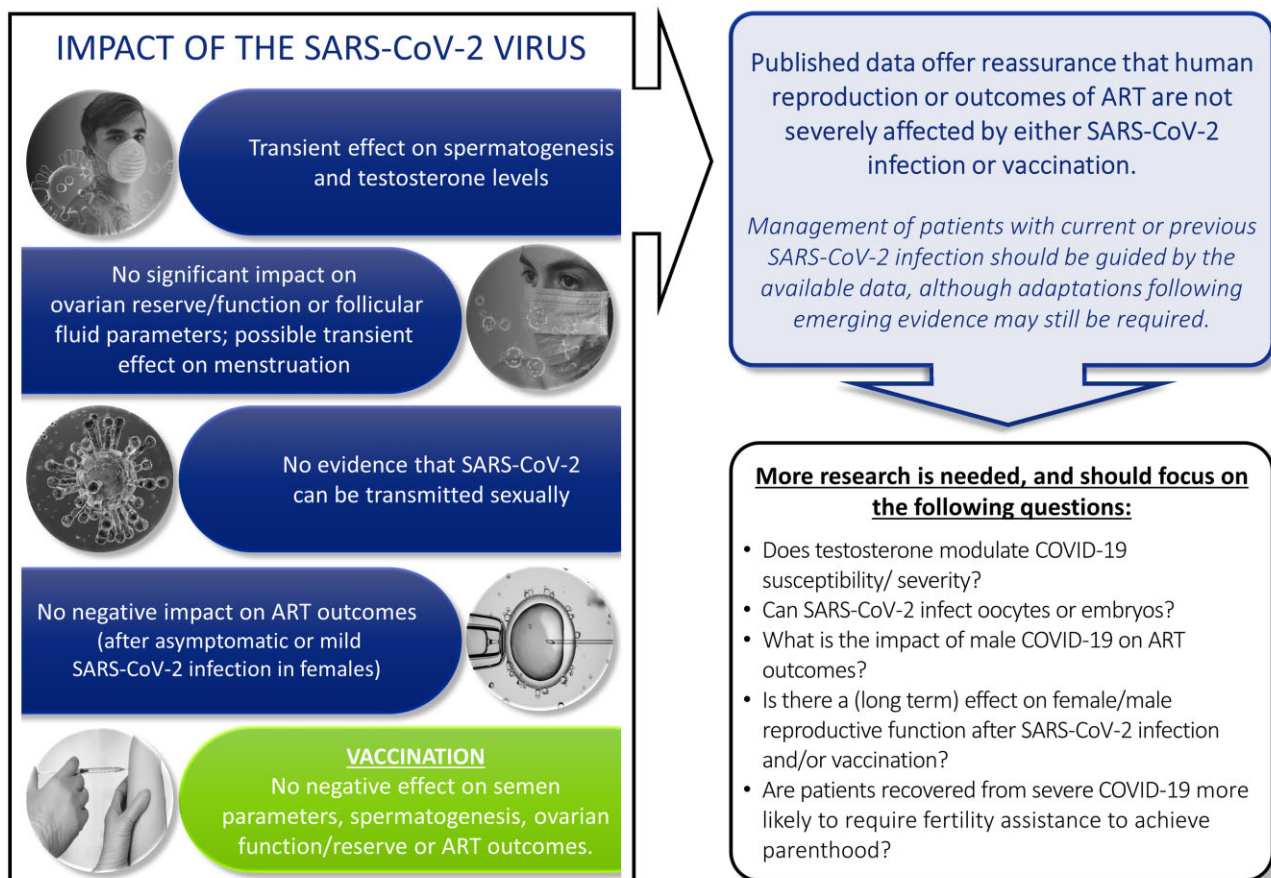 IMPACT OF THE SARS-CoV-2 VIRUS
Transient effect on spermatogenesis
and testosterone levels
No significant impact on
ovarian reserve/function or follicular
fluid parameters; possible transient
effect on menstruation
No evidence that SARS-CoV-2
can be transmitted sexually
No negative impact on ART outcomes
(after asymptomatic or mild
SARS-CoV-2 infection in females)
VACCINATION
No negative effect on semen
parameters, spermatogenesis, ovarian
function/reserve or ART outcomes.
Published data offer reassurance that human
reproduction or outcomes of ART are not
severely affected by either SARS-CoV-2
infection or vaccination.
Management of patients with current or previous
SARS-CoV-2 infection should be guided by the
available data, although adaptations following
emerging evidence may still be required.
More research is needed, and should focus on
the following questions:
• Does testosterone modulate COVID-19
susceptibility/ severity?
• Can SARS-CoV-2 infect oocytes or embryos?
• What is the impact of male COVID-19 on ART
outcomes?
• Is there a (long term) effect on female/male
reproductive function after SARS-CoV-2 infection
and/or vaccination?
• Are patients recovered from severe COVID-19 more
likely to require fertility assistance to achieve
parenthood?